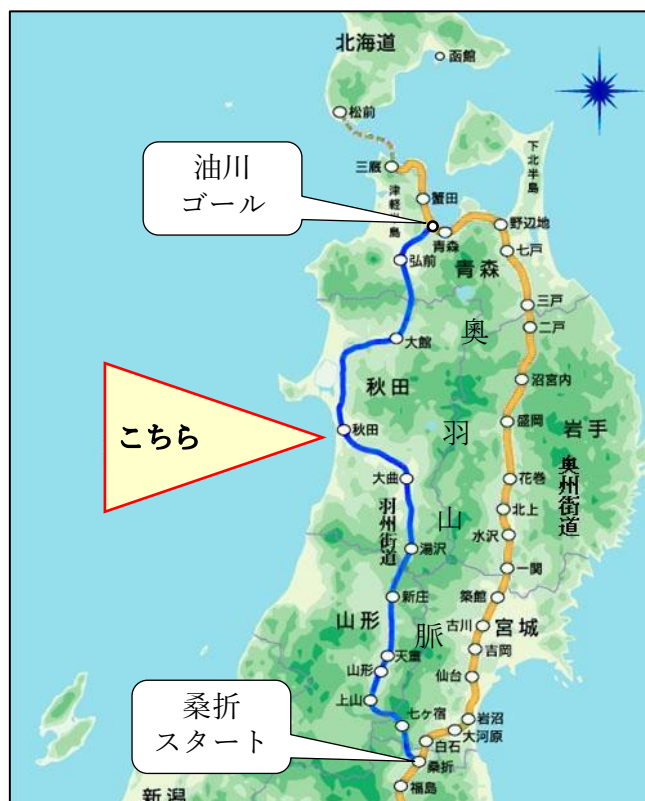 北海道
函館
松前
油川
ゴール
三厩
下北半島
津軽半島
蟹田
野辺地
青森
七戸
弘前
青森
三戸
二戸
奥
大館
沼宮内
秋田
盛岡
岩手
こちら
秋田
羽
大曲
花巻
奥州街道
羽州街道
北上
山
水沢
湯沢
一関
新庄
築館
山形
脈
古川
宮城
吉岡
天童
山形
仙台
上山
桑折
スタート
七ヶ宿
岩沼
大河原
白石
桑折
福島
新潟